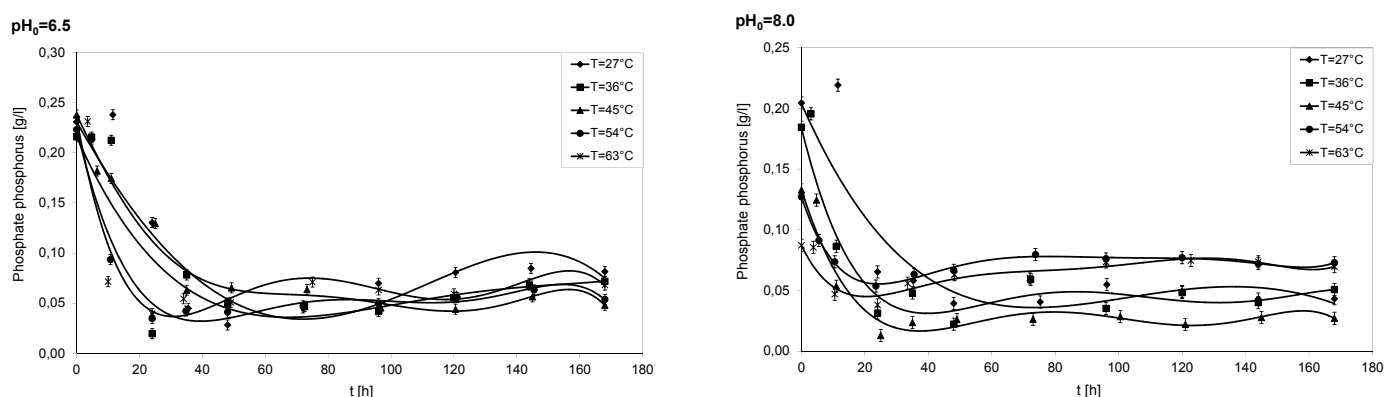 pH₀=6.5
0,30
0,25
0,20
0,15
0,10
0,05
0,00
Phosphate phosphorus [g/l]
0 20 40 60 80 100 120 140 160 180
t [h]
T=27°C
T=36°C
T=45°C
T=54°C
T=63°C
pH₀=8.0
0,25
0,20
0,15
0,10
0,05
0,00
Phosphate phosphorus [g/l]
0 20 40 60 80 100 120 140 160 180
t [h]
T=27°C
T=36°C
T=45°C
T=54°C
T=63°C